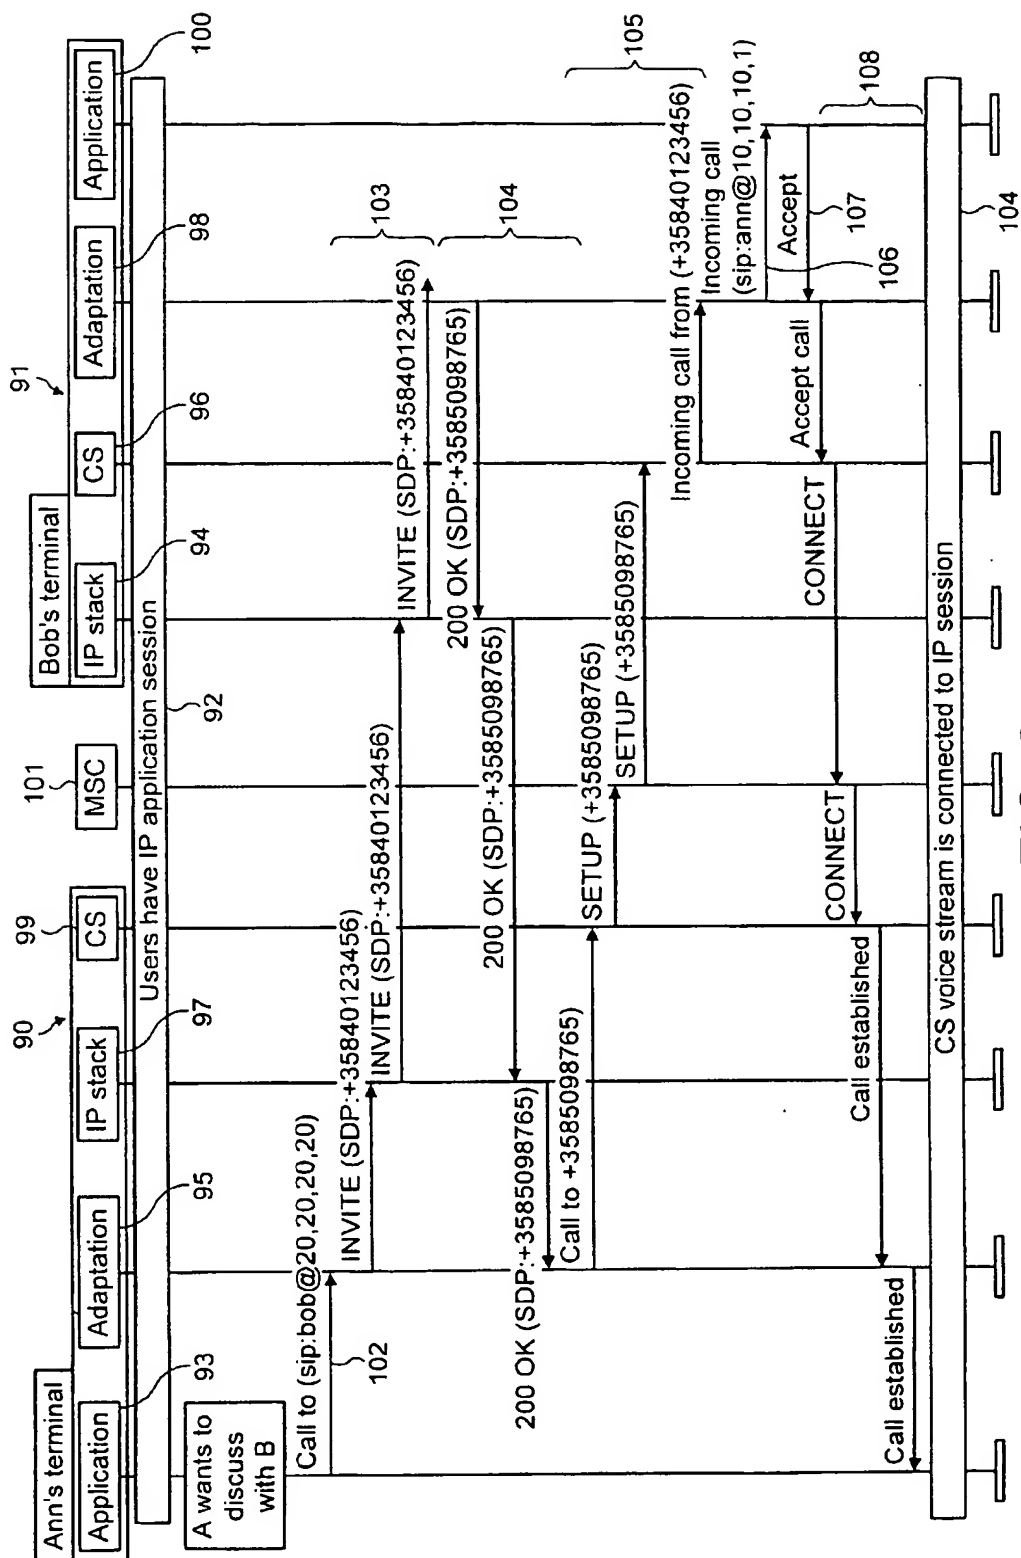 Ann's terminal
90
Bob's terminal
91
93
95
97
99
101
94
96
98
100
Application
Adaptation
IP stack
CS
MSC
IP stack
CS
Adaptation
Application
Users have IP application session
92
A wants to
discuss
with B
Call to (sip:bob@20,20,20,20)
102
INVITE (SDP:+35840123456)
INVITE (SDP:+35840123456)
INVITE (SDP:+35840123456)
103
200 OK (SDP:+3585098765)
200 OK (SDP:+3585098765)
200 OK (SDP:+3585098765)
104
Call to +3585098765)
SETUP (+3585098765)
SETUP (+3585098765)
Incoming call from (+35840123456)
105
Incoming call
(sip:ann@10,10,10,1)
106
Accept
107
Accept call
108
CONNECT
CONNECT
Call established
Call established
CS voice stream is connected to IP session
104